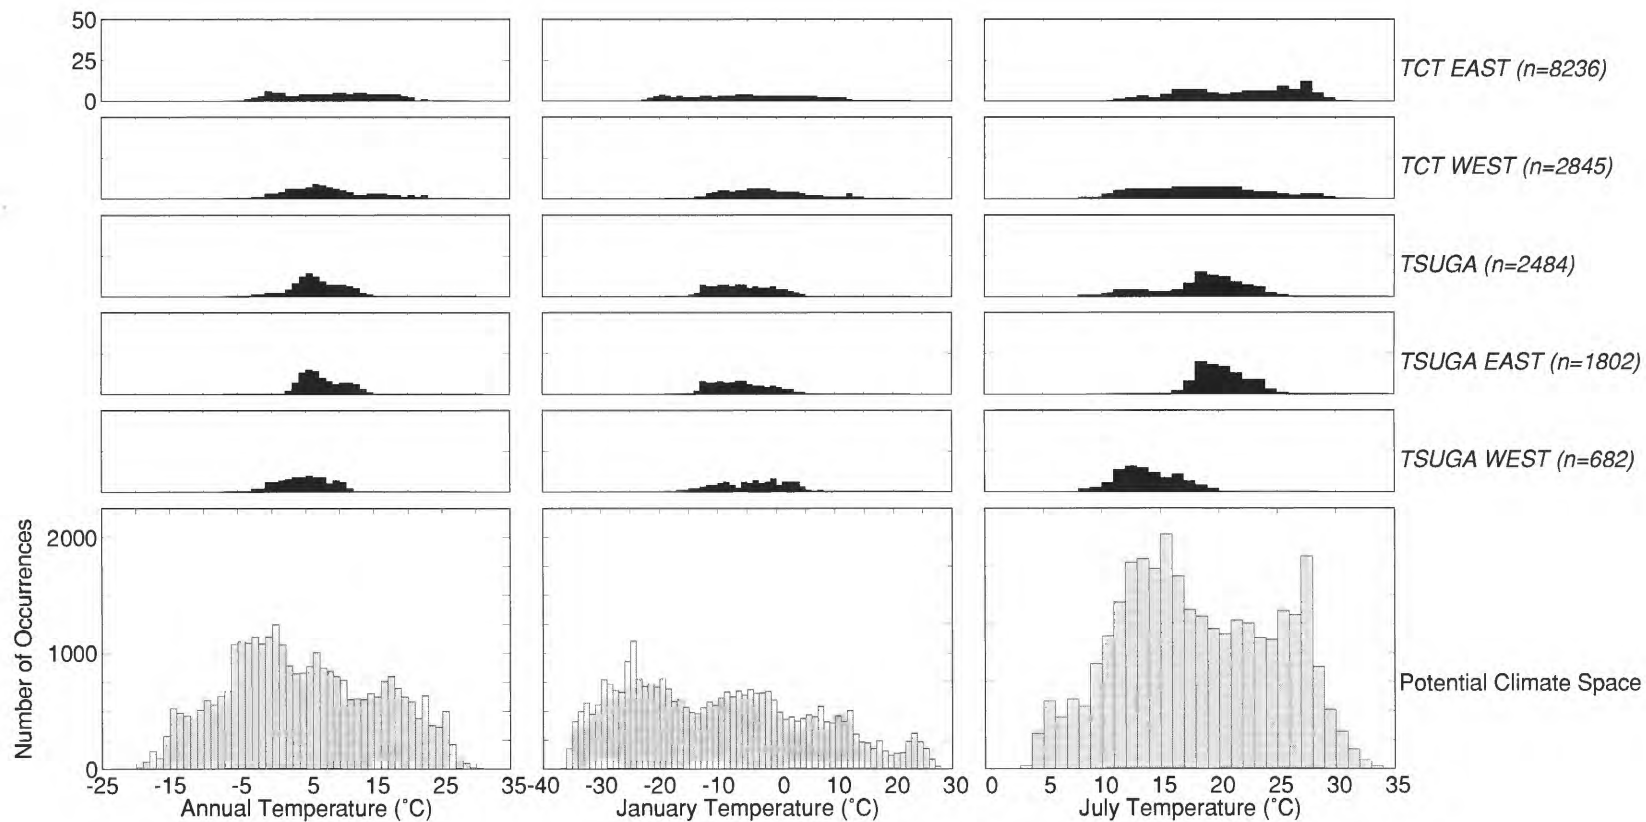 50
25
0
TCT EAST (n=8236)
TCT WEST (n=2845)
TSUGA (n=2484)
TSUGA EAST (n=1802)
TSUGA WEST (n=682)
Number of Occurrences
2000
1000
0
Potential Climate Space
-25 -15 -5 5 15 25 35
-40 -30 -20 -10 0 10 20 30
0 5 10 15 20 25 30 35
Annual Temperature (°C)
January Temperature (°C)
July Temperature (°C)